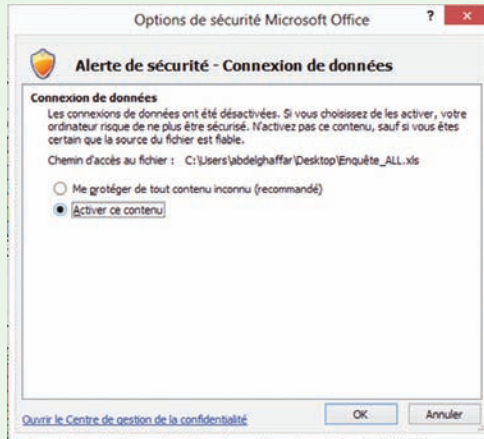 Options de sécurité Microsoft Office
?
x
Alerte de sécurité - Connexion de données
Connexion de données
Les connexions de données ont été désactivées. Si vous choisissez de les activer, votre
ordinateur risque de ne plus être sécurisé. N'activez pas ce contenu, sauf si vous êtes
certain que la source du fichier est fiable.
Chemin d'accès au fichier : C:\Users\abdelghaffar\Desktop\Enquête_ALL.xls
Me protéger de tout contenu inconnu (recommandé)
Activer ce contenu
Ouvrir le Centre de gestion de la confidentialité
OK
Annuler